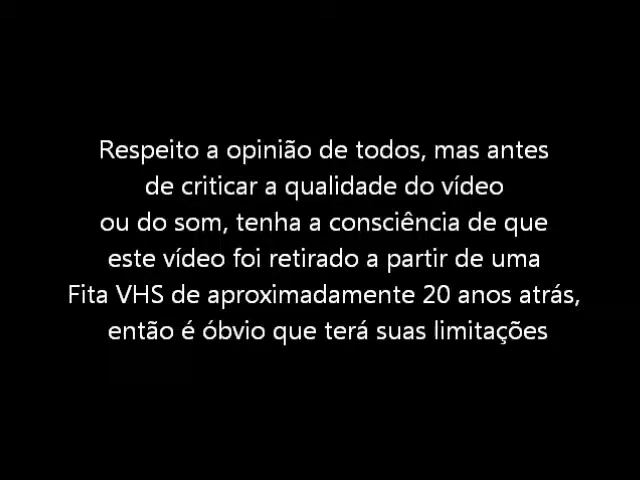 Respeito a opinião de todos, mas antes
de criticar a qualidade do vídeo
ou do som, tenha a consciência de que
este vídeo foi retirado a partir de uma
Fita VHS de aproximadamente 20 anos atrás,
então é óbvio que terá suas limitações